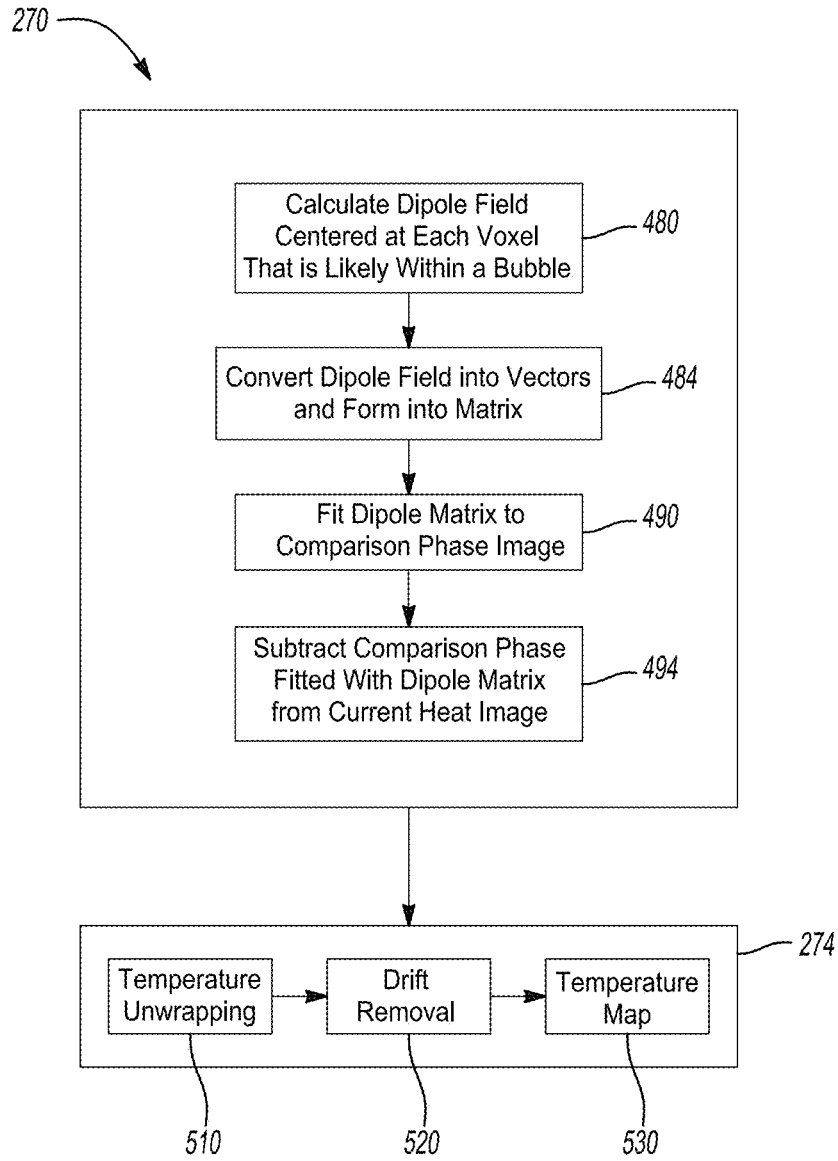 270
Calculate Dipole Field
Centered at Each Voxel
That is Likely Within a Bubble
480
Convert Dipole Field into Vectors
and Form into Matrix
484
Fit Dipole Matrix to
Comparison Phase Image
490
Subtract Comparison Phase
Fitted With Dipole Matrix
from Current Heat Image
494
274
Temperature
Unwrapping
Drift
Removal
Temperature
Map
510
520
530